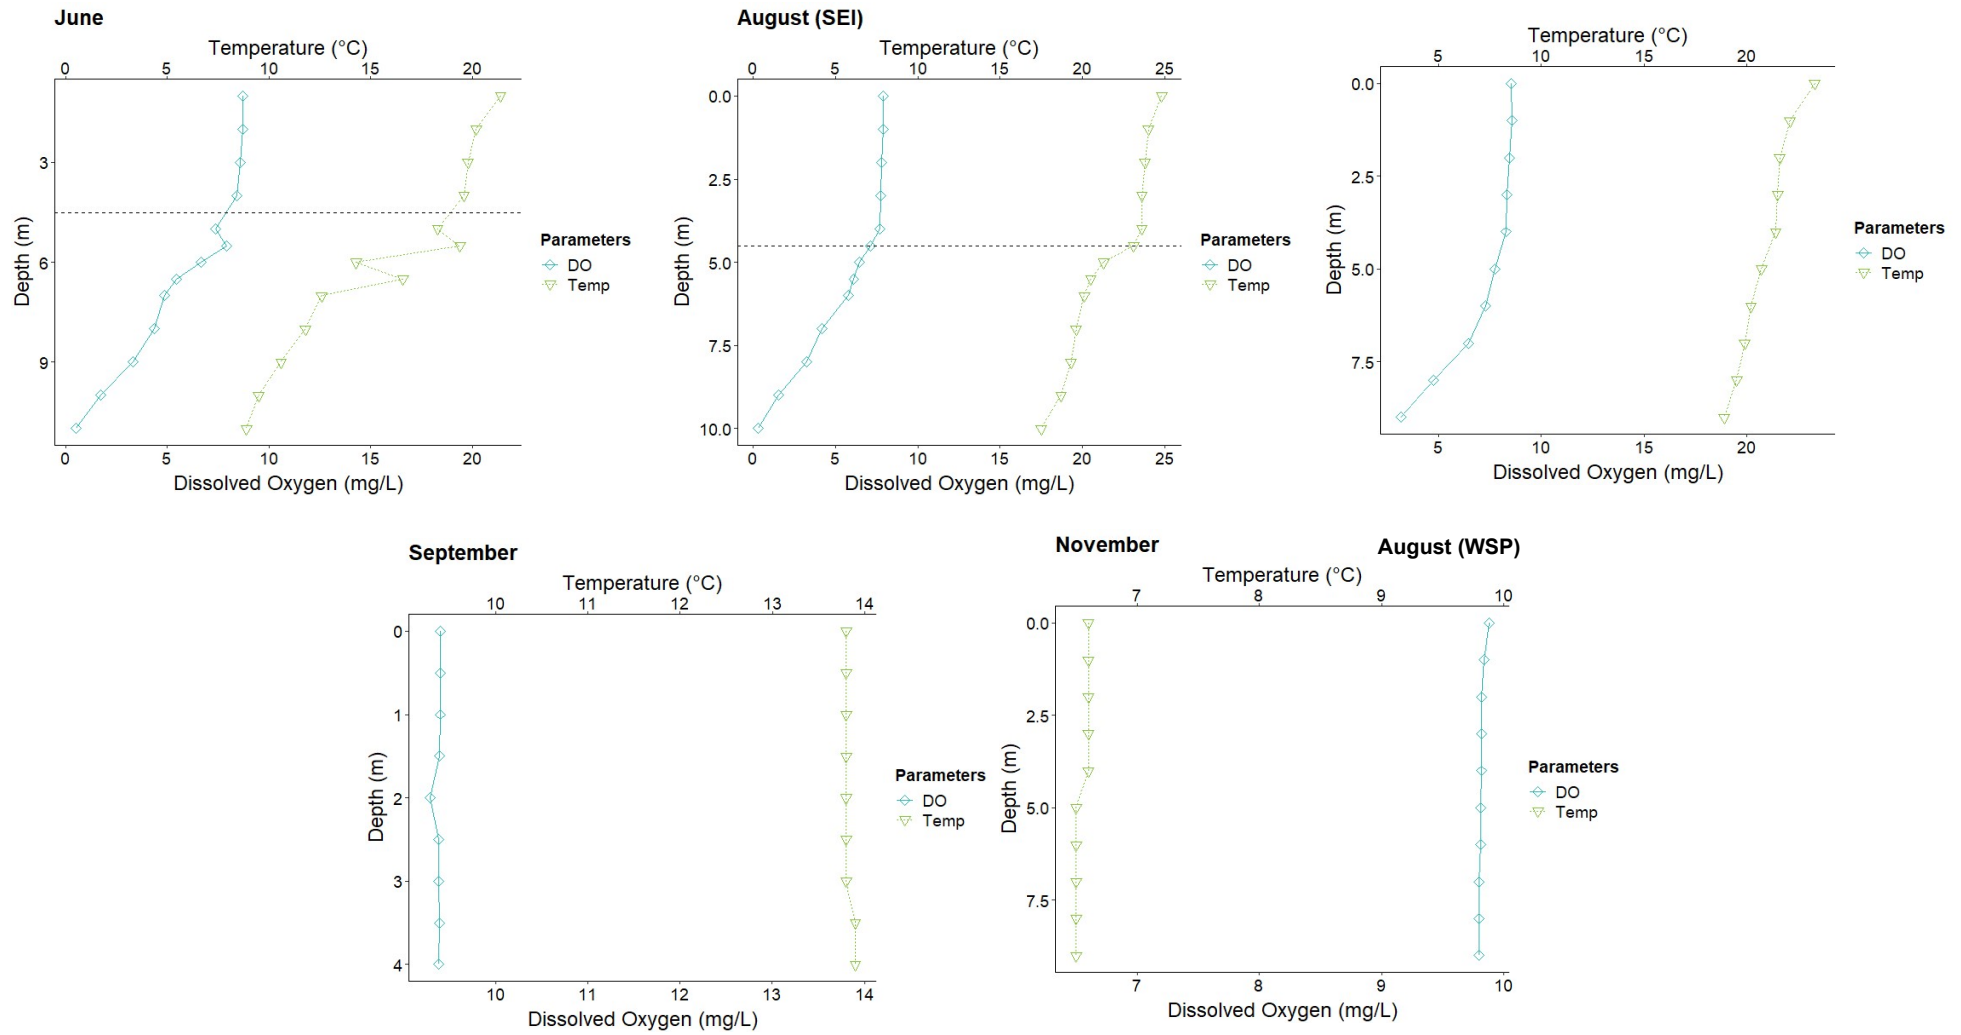 June
Temperature (°C)
0 5 10 15 20
3
6
9
Depth (m)
0 5 10 15 20
Dissolved Oxygen (mg/L)
Parameters
DO
Temp
August (SEI)
Temperature (°C)
0 5 10 15 20 25
0.0
2.5
5.0
7.5
10.0
Depth (m)
0 5 10 15 20 25
Dissolved Oxygen (mg/L)
Parameters
DO
Temp
Temperature (°C)
5 10 15 20
0.0
2.5
5.0
7.5
Depth (m)
5 10 15 20
Dissolved Oxygen (mg/L)
Parameters
DO
Temp
September
Temperature (°C)
10 11 12 13 14
0
1
2
3
4
Depth (m)
10 11 12 13 14
Dissolved Oxygen (mg/L)
Parameters
DO
Temp
November
August (WSP)
Temperature (°C)
7 8 9 10
0.0
2.5
5.0
7.5
Depth (m)
7 8 9 10
Dissolved Oxygen (mg/L)
Parameters
DO
Temp